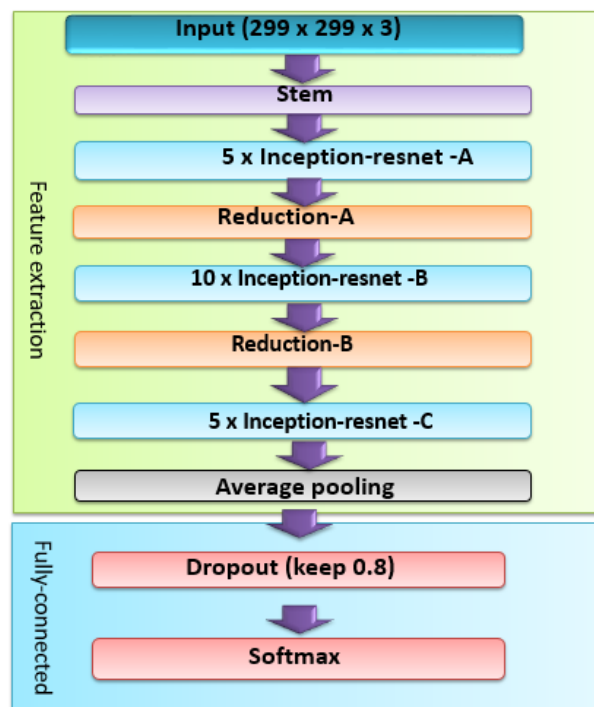 Input (299 x 299 x 3)
Stem
5 x Inception-resnet -A
Reduction-A
10 x Inception-resnet -B
Reduction-B
5 x Inception-resnet -C
Average pooling
Feature extraction
Dropout (keep 0.8)
Softmax
Fully-connected